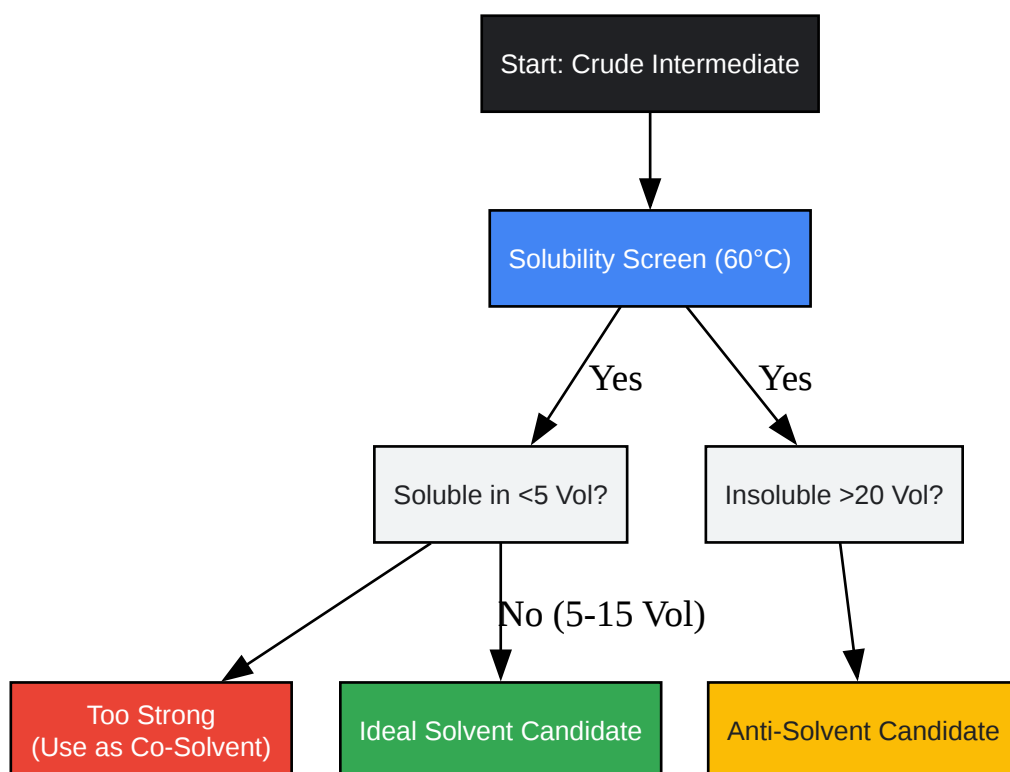 Start: Crude Intermediate
Solubility Screen (60°C)
Yes
Yes
Soluble in <5 Vol?
Insoluble >20 Vol?
No (5-15 Vol)
Too Strong
(Use as Co-Solvent)
Ideal Solvent Candidate
Anti-Solvent Candidate